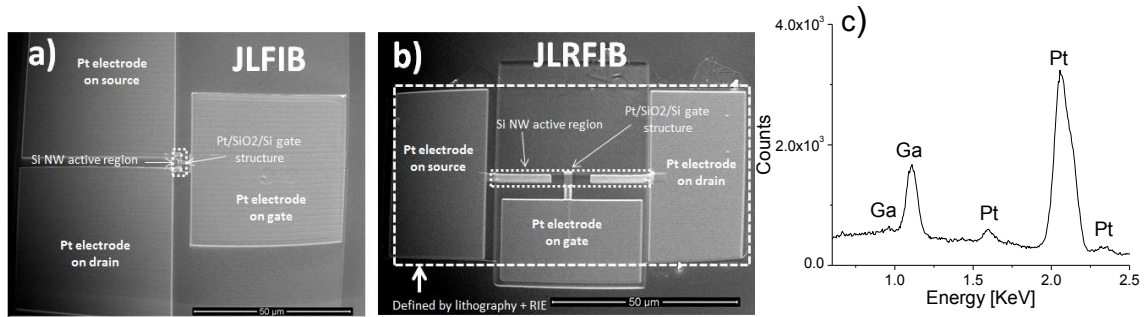 a)
JLFIB
Pt electrode
on source
Pt/SiO2/Si gate
structure
Si NW active region
Pt electrode
on gate
Pt electrode
on drain
50 µm
b)
JLRFIB
Si NW active region
Pt/SiO2/Si gate
structure
Pt electrode
on source
Pt electrode
on drain
Pt electrode
on gate
Defined by lithography + RIE
50 µm
c)
4.0x10³
2.0x10³
0.0
Counts
Ga
Ga
Pt
Pt
Pt
1.0
1.5
2.0
2.5
Energy [KeV]